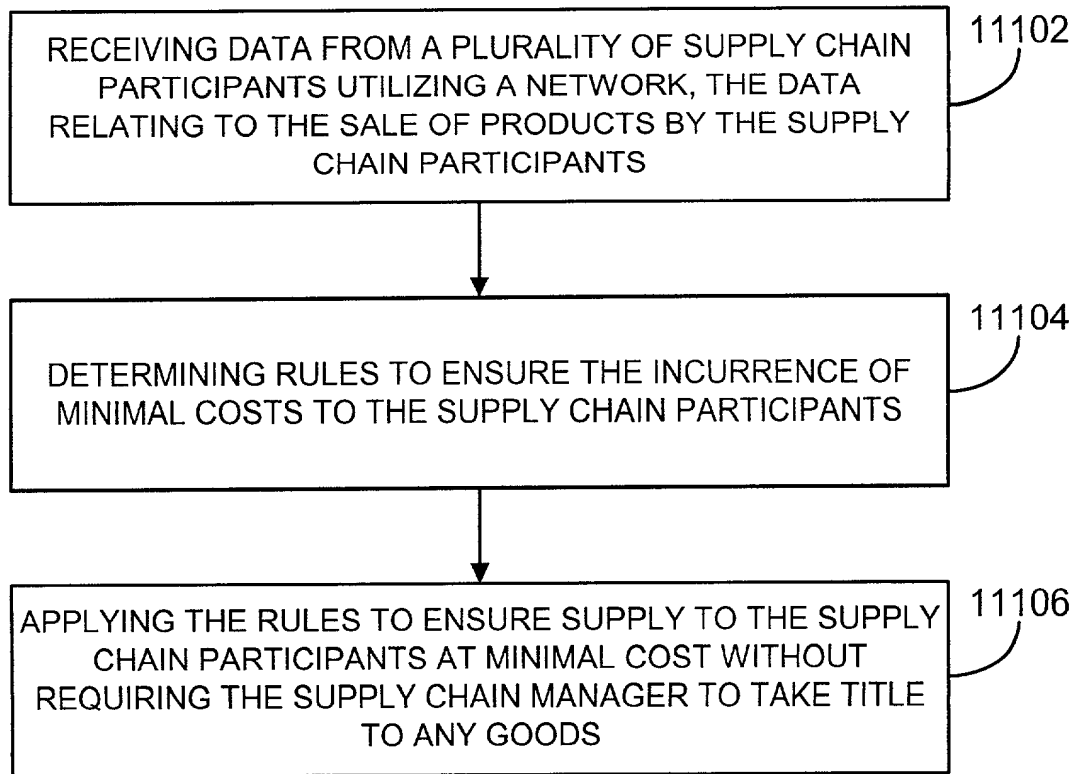 RECEIVING DATA FROM A PLURALITY OF SUPPLY CHAIN
PARTICIPANTS UTILIZING A NETWORK, THE DATA
RELATING TO THE SALE OF PRODUCTS BY THE SUPPLY
CHAIN PARTICIPANTS
11102
DETERMINING RULES TO ENSURE THE INCURRENCE OF
MINIMAL COSTS TO THE SUPPLY CHAIN PARTICIPANTS
11104
APPLYING THE RULES TO ENSURE SUPPLY TO THE SUPPLY
CHAIN PARTICIPANTS AT MINIMAL COST WITHOUT
REQUIRING THE SUPPLY CHAIN MANAGER TO TAKE TITLE
TO ANY GOODS
11106